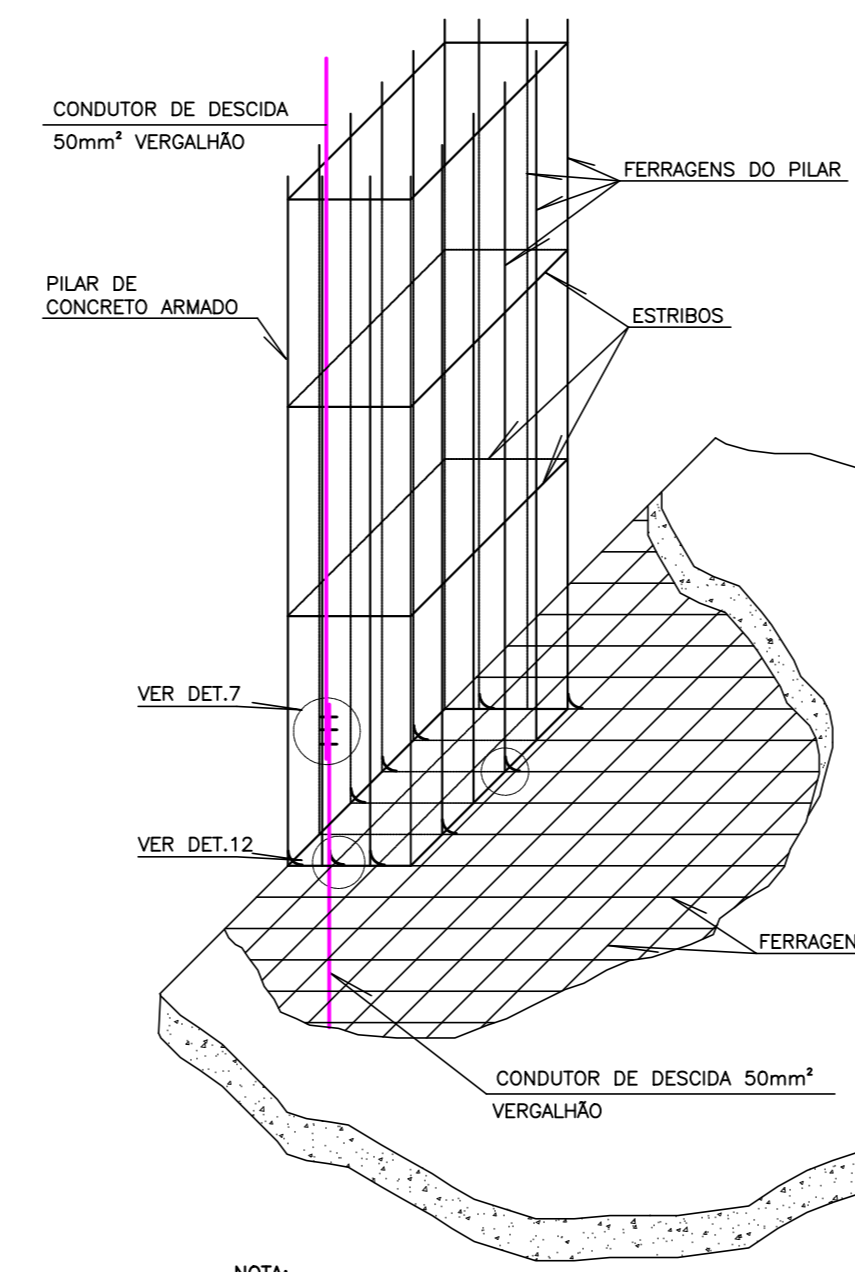 CONDUTOR DE DESCIDA
50mm² VERGALHÃO
FERRAGENS DO PILAR
PILAR DE
CONCRETO ARMADO
ESTRIBOS
VER DET.7
VER DET.12
FERRAGEN
CONDUTOR DE DESCIDA 50mm²
VERGALHÃO
NOTA: